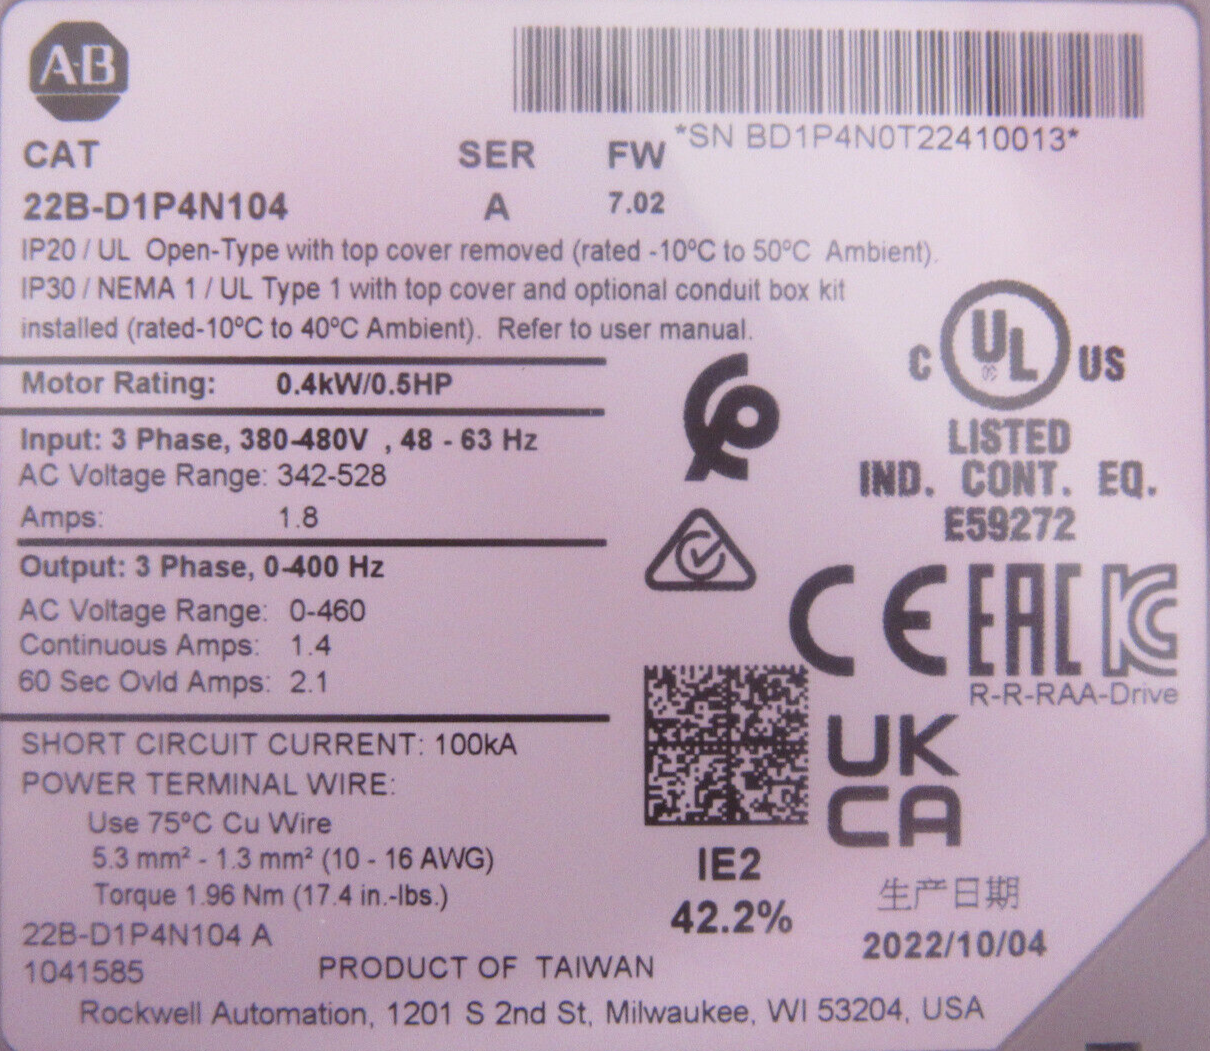 A-B
*SN BD1P4N0T22410013*
CAT SER FW
22B-D1P4N104 A 7.02
IP20 / UL Open-Type with top cover removed (rated -10ºC to 50ºC Ambient).
IP30 / NEMA 1 / UL Type 1 with top cover and optional conduit box kit
installed (rated-10ºC to 40ºC Ambient). Refer to user manual.
Motor Rating: 0.4kW/0.5HP
Input: 3 Phase, 380-480V , 48 - 63 Hz
AC Voltage Range: 342-528
Amps: 1.8
Output: 3 Phase, 0-400 Hz
AC Voltage Range: 0-460
Continuous Amps: 1.4
60 Sec Ovld Amps: 2.1
SHORT CIRCUIT CURRENT: 100kA
POWER TERMINAL WIRE:
Use 75ºC Cu Wire
5.3 mm² - 1.3 mm² (10 - 16 AWG)
Torque 1.96 Nm (17.4 in.-lbs.)
22B-D1P4N104 A
1041585
PRODUCT OF TAIWAN
Rockwell Automation, 1201 S 2nd St, Milwaukee, WI 53204, USA
C UL ® US
LISTED
IND. CONT. EQ.
E59272
CE EAC KC
R-R-RAA-Drive
UK
CA
IE2
42.2%
生产日期
2022/10/04